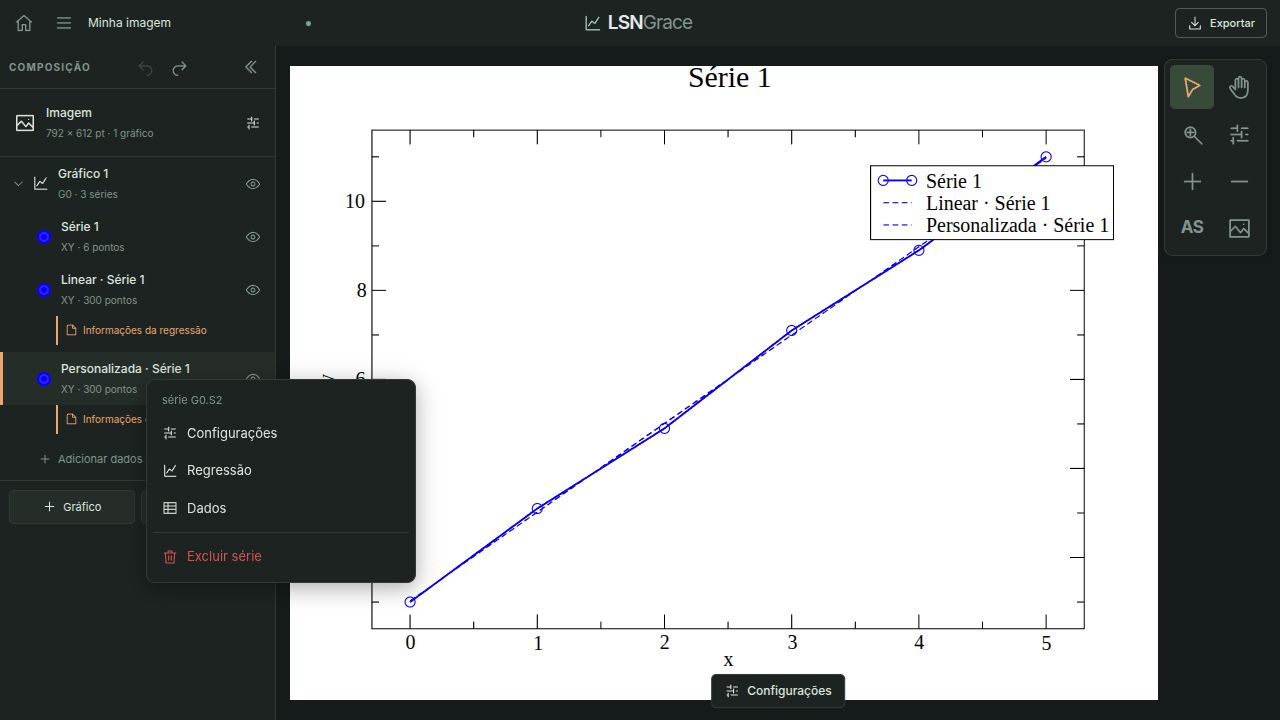 Minha imagem
LSNGrace
Exportar
COMPOSIÇÃO
Imagem
792 × 612 pt · 1 gráfico
Gráfico 1
G0 · 3 séries
Série 1
XY · 6 pontos
Linear · Série 1
XY · 300 pontos
Informações da regressão
Personalizada · Série 1
XY · 300 pontos
Informações
Adicionar dados
Gráfico
série G0.S2
Configurações
Regressão
Dados
Excluir série
Série 1
10
8
6
y
0 1 2 3 4 5
x
Série 1
Linear · Série 1
Personalizada · Série 1
Configurações
AS